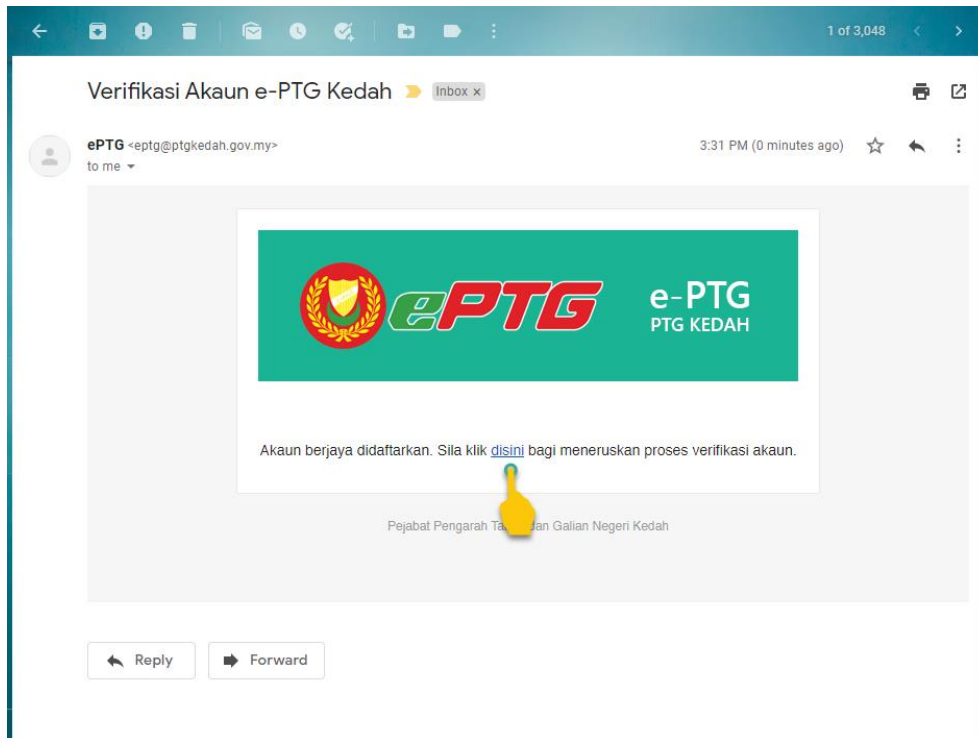 1 of 3,048
Verifikasi Akaun e-PTG Kedah Inbox x
ePTG <eptg@ptgkedah.gov.my> 3:31 PM (0 minutes ago)
to me
ePTG
e-PTG
PTG KEDAH
Akaun berjaya didaftarkan. Sila klik disini bagi meneruskan proses verifikasi akaun.
Pejabat Pengarah dan Galian Negeri Kedah
Reply Forward